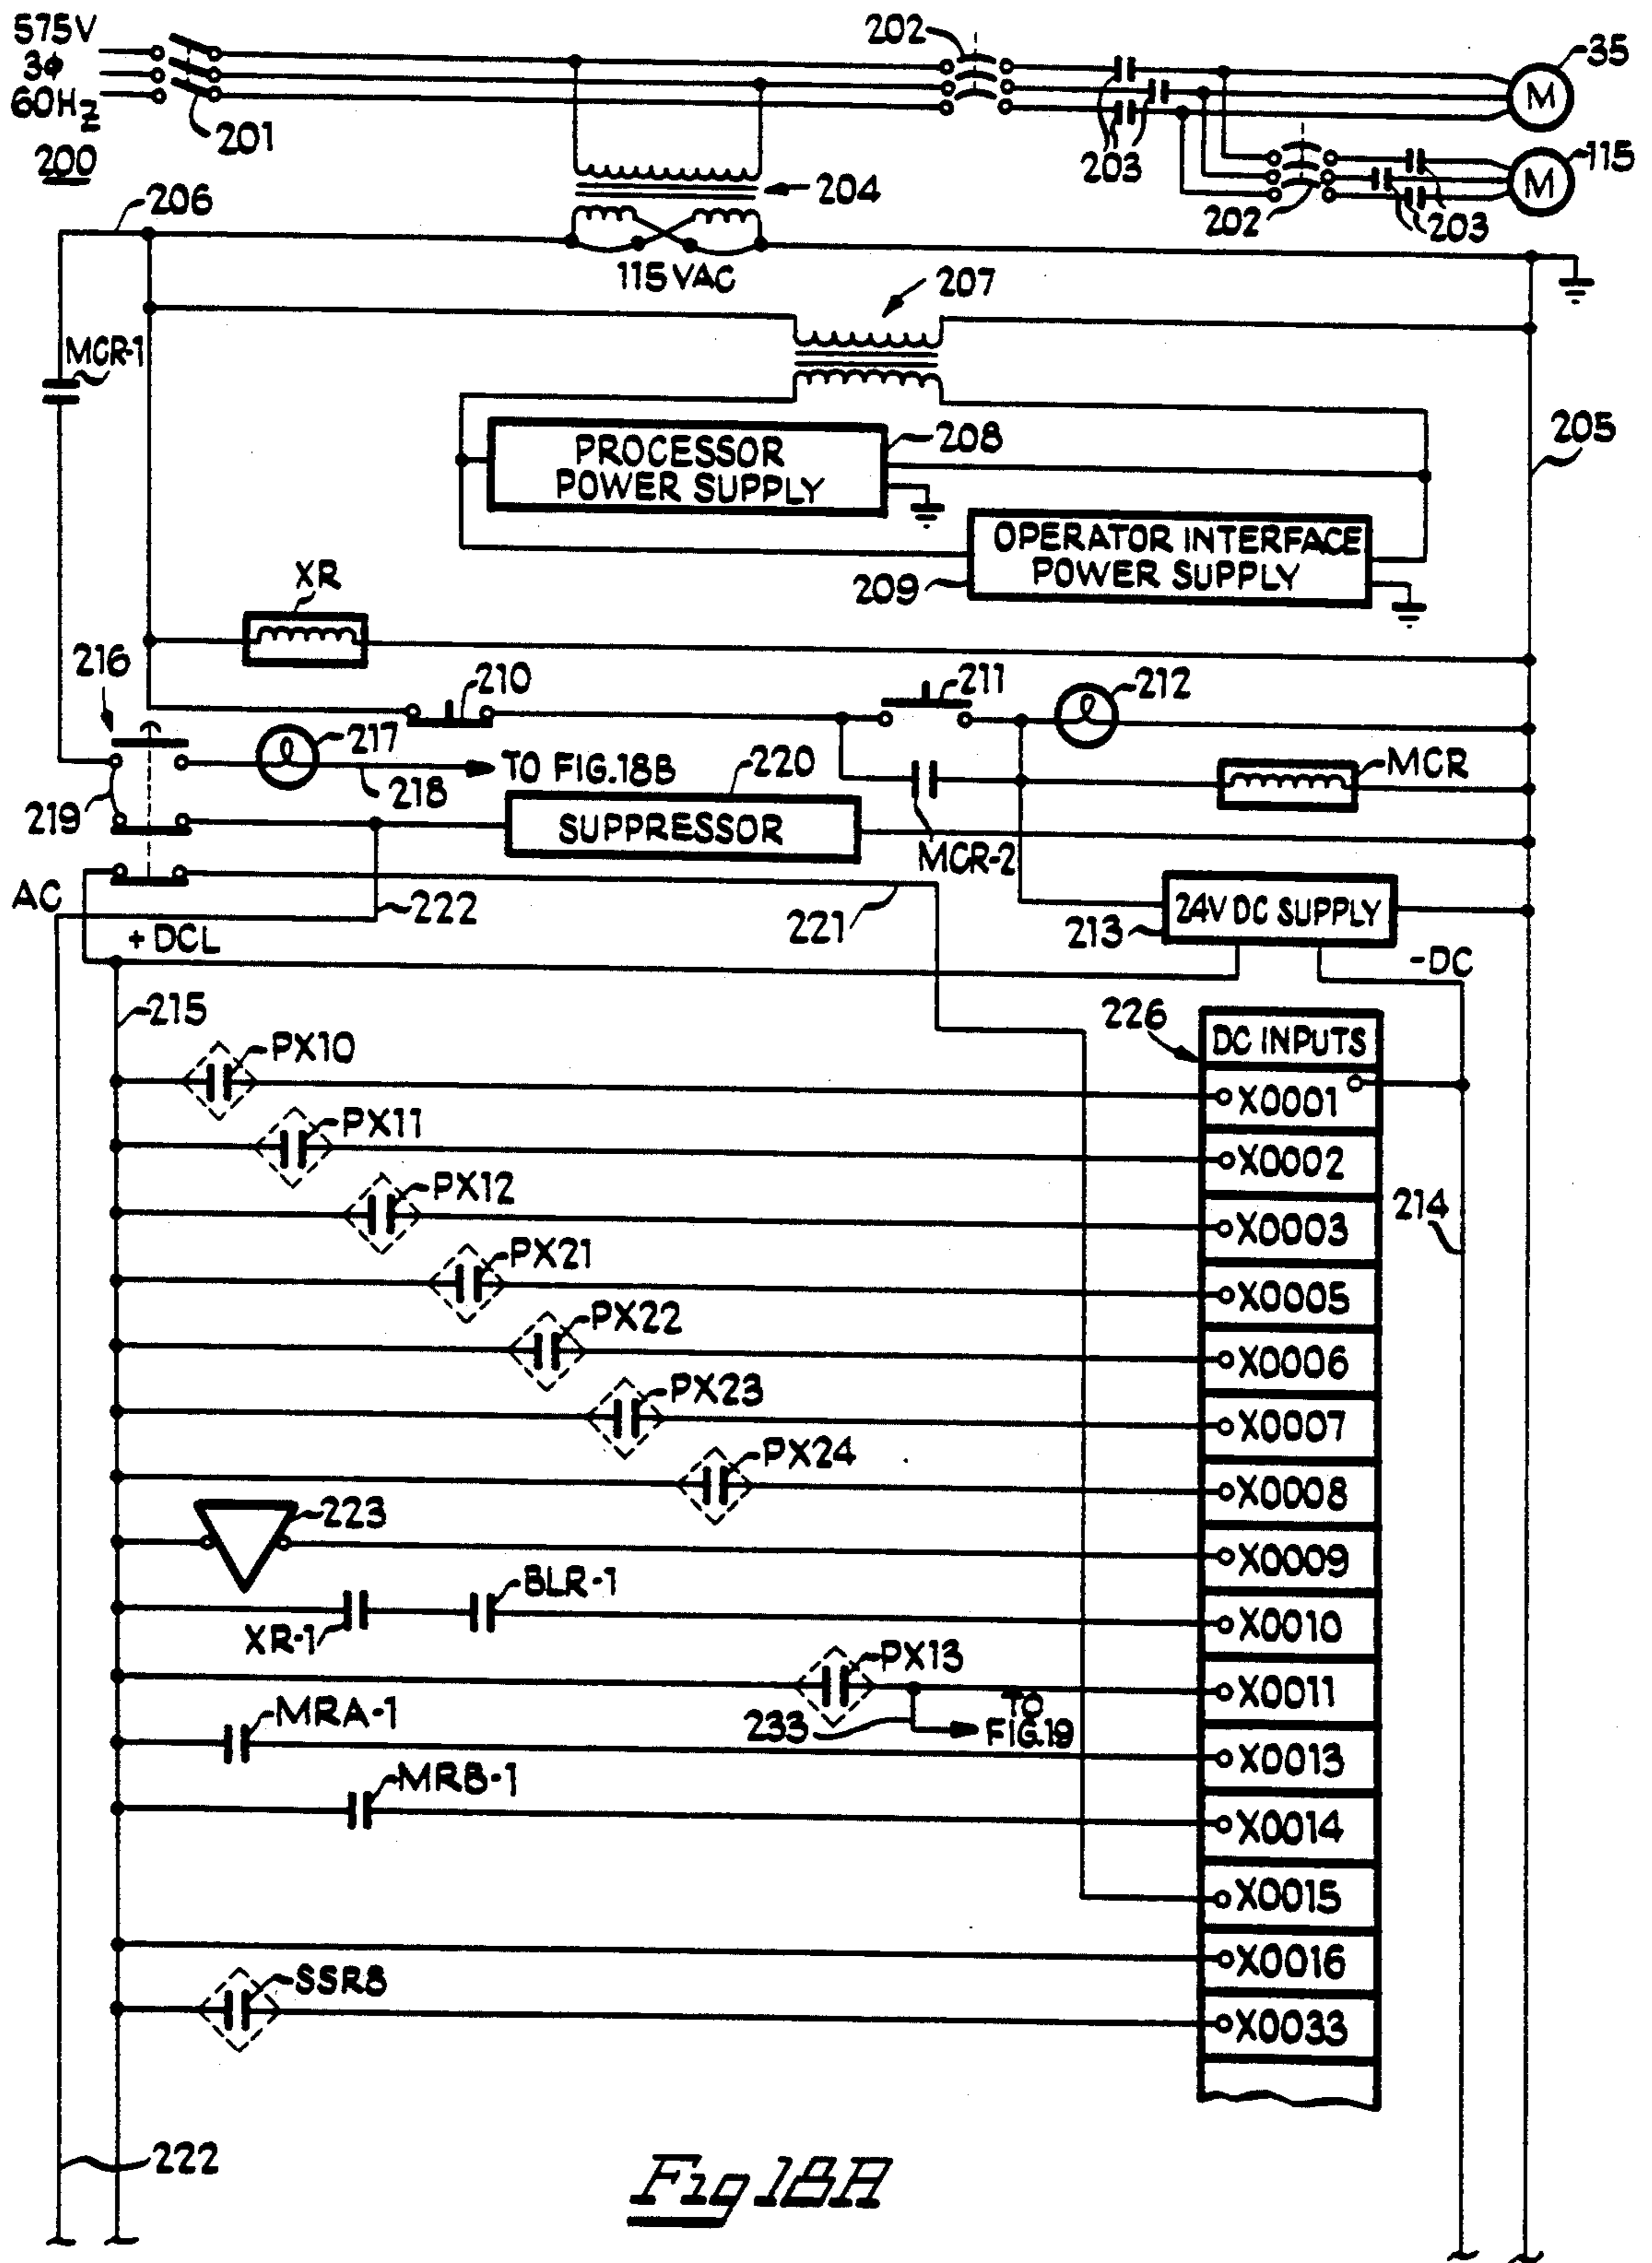 575V
3ϕ
60Hz
200
201
202
203
35
115
202
203
204
206
115 VAC
207
MCR-1
205
PROCESSOR
POWER SUPPLY
208
OPERATOR INTERFACE
POWER SUPPLY
209
XR
216
210
211
212
217
TO FIG.18B
218
219
220
SUPPRESSOR
MCR
MCR-2
AC
222
221
24V DC SUPPLY
213
+DCL
-DC
215
226
DC INPUTS
PX10
X0001
PX11
X0002
PX12
X0003
214
PX21
X0005
PX22
X0006
PX23
X0007
PX24
X0008
223
X0009
XR-1
BLR-1
X0010
PX13
X0011
233
TO
FIG.19
MRA-1
X0013
MRB-1
X0014
X0015
X0016
SSR8
X0033
222
Fig 18A